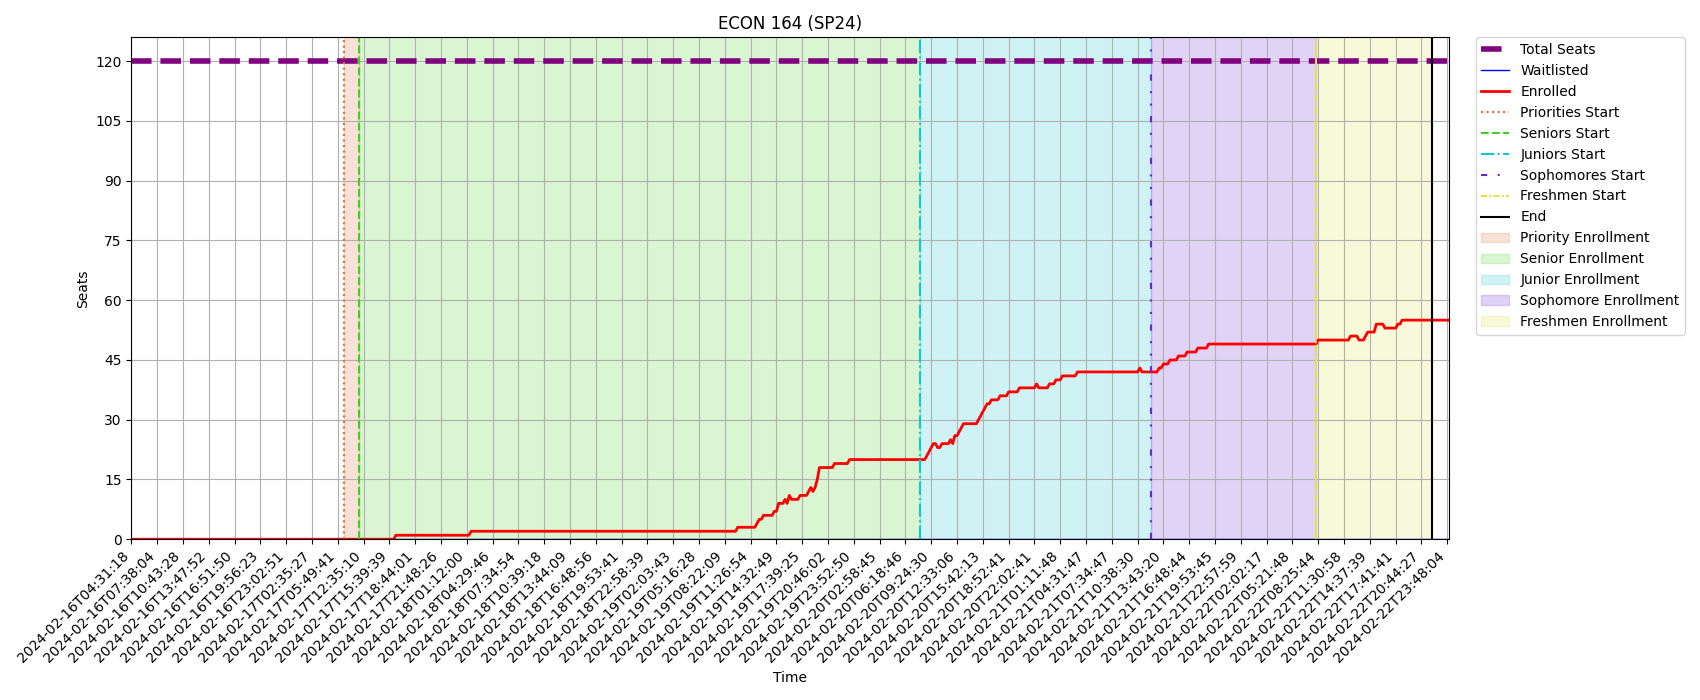 ECON 164 (SP24)
Seats
120
105
90
75
60
45
30
15
0
2024-02-16T04:31:18
2024-02-16T07:38:04
2024-02-16T10:43:28
2024-02-16T13:47:52
2024-02-16T16:51:50
2024-02-16T19:56:23
2024-02-16T23:02:51
2024-02-17T02:35:27
2024-02-17T05:49:41
2024-02-17T12:35:10
2024-02-17T15:39:39
2024-02-17T18:44:01
2024-02-17T21:48:26
2024-02-18T01:12:00
2024-02-18T04:29:46
2024-02-18T07:34:54
2024-02-18T10:39:18
2024-02-18T13:44:09
2024-02-18T16:48:56
2024-02-18T19:53:41
2024-02-18T22:58:39
2024-02-19T02:03:43
2024-02-19T05:16:28
2024-02-19T08:22:09
2024-02-19T11:26:54
2024-02-19T14:32:49
2024-02-19T17:39:25
2024-02-19T20:46:02
2024-02-19T23:52:50
2024-02-20T02:58:45
2024-02-20T06:18:46
2024-02-20T09:24:30
2024-02-20T12:33:06
2024-02-20T15:42:13
2024-02-20T18:52:41
2024-02-20T22:02:41
2024-02-21T01:11:48
2024-02-21T04:31:47
2024-02-21T07:34:47
2024-02-21T10:38:30
2024-02-21T13:43:20
2024-02-21T16:48:44
2024-02-21T19:53:45
2024-02-21T22:57:59
2024-02-22T02:02:17
2024-02-22T05:21:48
2024-02-22T08:25:44
2024-02-22T11:30:58
2024-02-22T14:37:39
2024-02-22T17:41:41
2024-02-22T20:44:27
2024-02-22T23:48:04
Time
Total Seats
Waitlisted
Enrolled
Priorities Start
Seniors Start
Juniors Start
Sophomores Start
Freshmen Start
End
Priority Enrollment
Senior Enrollment
Junior Enrollment
Sophomore Enrollment
Freshmen Enrollment